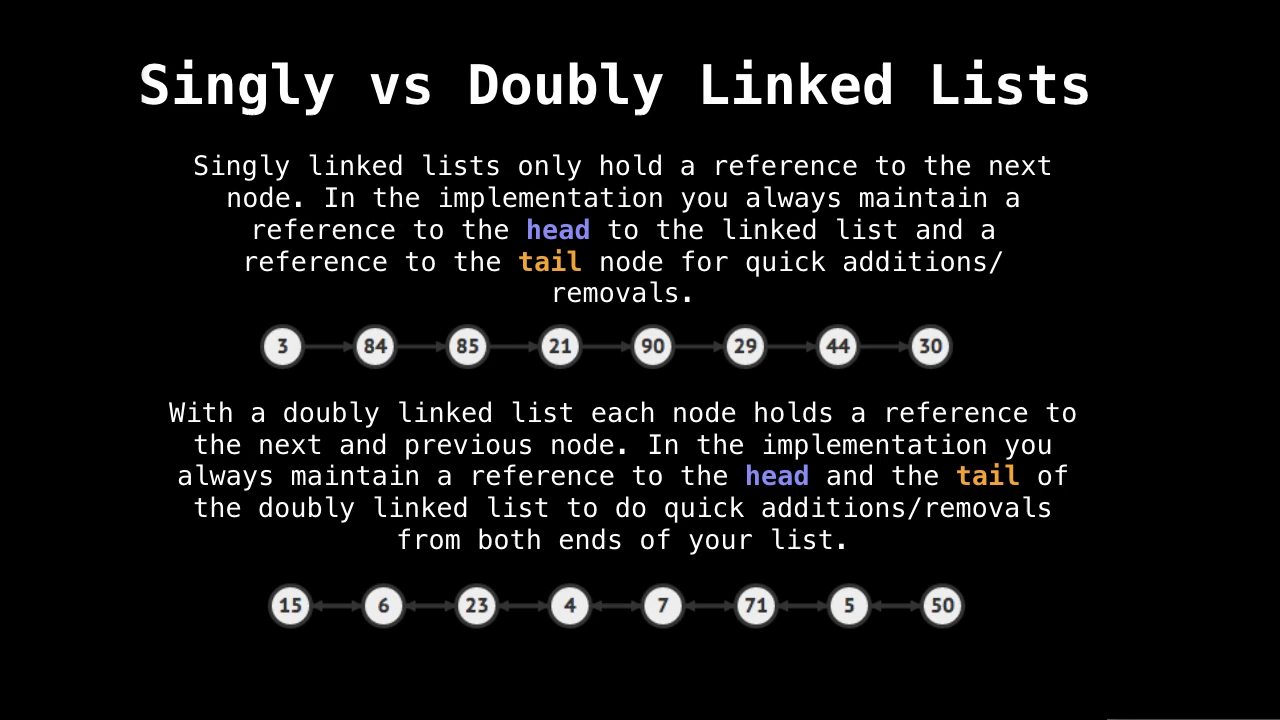 Singly vs Doubly Linked Lists
Singly linked lists only hold a reference to the next
node. In the implementation you always maintain a
reference to the head to the linked list and a
reference to the tail node for quick additions/
removals.
3 84 85 21 90 29 44 30
With a doubly linked list each node holds a reference to
the next and previous node. In the implementation you
always maintain a reference to the head and the tail of
the doubly linked list to do quick additions/removals
from both ends of your list.
15 6 23 4 7 71 5 50